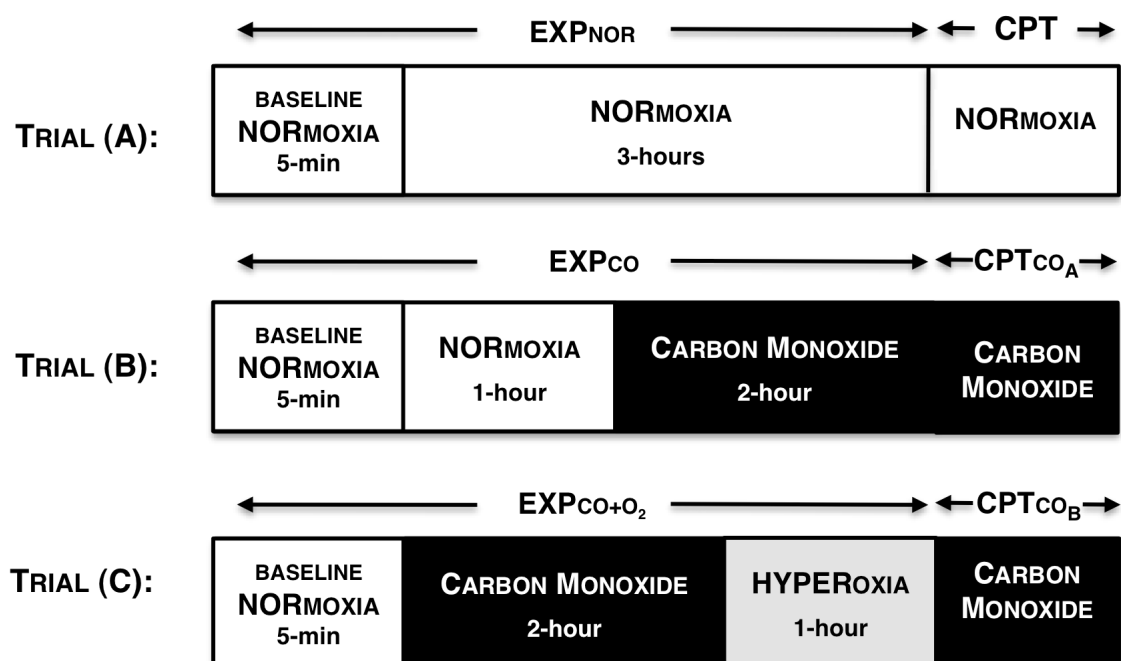 EXPNOR CPT
TRIAL (A):
BASELINE
NORMOXIA
5-min
NORMOXIA
3-hours
NORMOXIA
EXPCO CPTCOA
TRIAL (B):
BASELINE
NORMOXIA
5-min
NORMOXIA
1-hour
CARBON MONOXIDE
2-hour
CARBON
MONOXIDE
EXPCO+O2 CPTCOB
TRIAL (C):
BASELINE
NORMOXIA
5-min
CARBON MONOXIDE
2-hour
HYPEROXIA
1-hour
CARBON
MONOXIDE